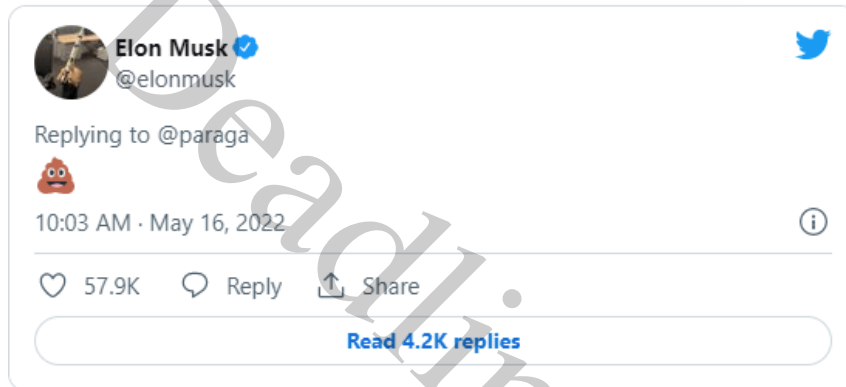 Elon Musk
@elonmusk
Replying to @paraga
💩
10:03 AM · May 16, 2022
57.9K Reply Share
Read 4.2K replies